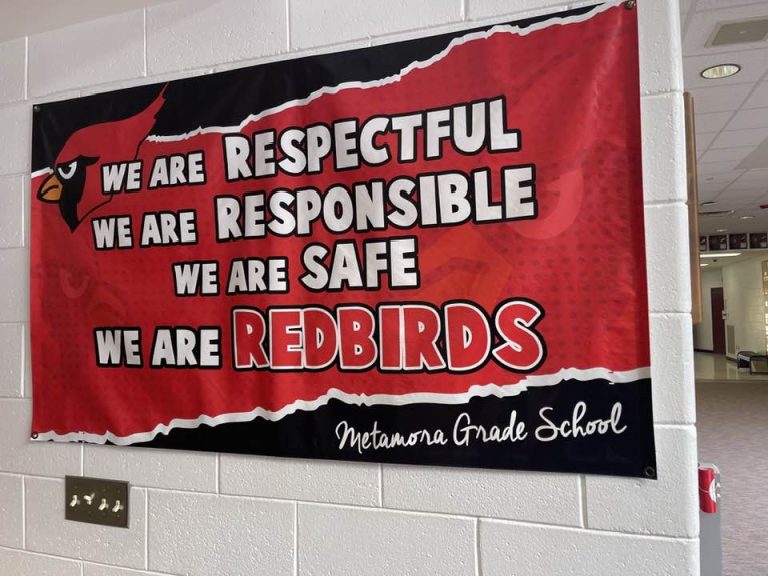 WE ARE RESPECTFUL
WE ARE RESPONSIBLE
WE ARE SAFE
WE ARE REDBIRDS
Metamora Grade School